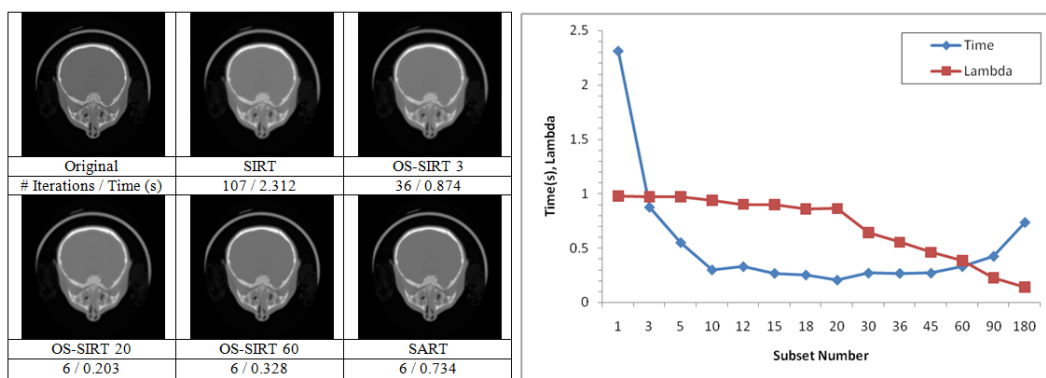 Original SIRT OS-SIRT 3
# Iterations / Time (s) 107 / 2.312 36 / 0.874
OS-SIRT 20 OS-SIRT 60 SART
6 / 0.203 6 / 0.328 6 / 0.734
2.5
2
1.5
1
0.5
0
Time(s), Lambda
Time
Lambda
1 3 5 10 12 15 18 20 30 36 45 60 90 180
Subset Number